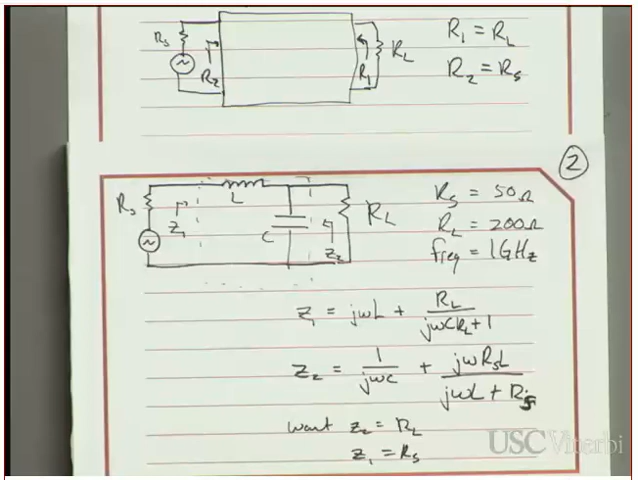 Rs
R2
R1
RL
R1 = RL
R2 = Rs
2
Rs
Z1
L
C
Z2
RL
Rs = 50Ω
RL = 200Ω
freq = 1GHz
Z1 = jωL + RL / (jωCRL + 1)
Z2 = 1 / jωC + jωRsL / (jωL + Rs)
want Z2 = RL
Z1 = Rs
USC Viterbi